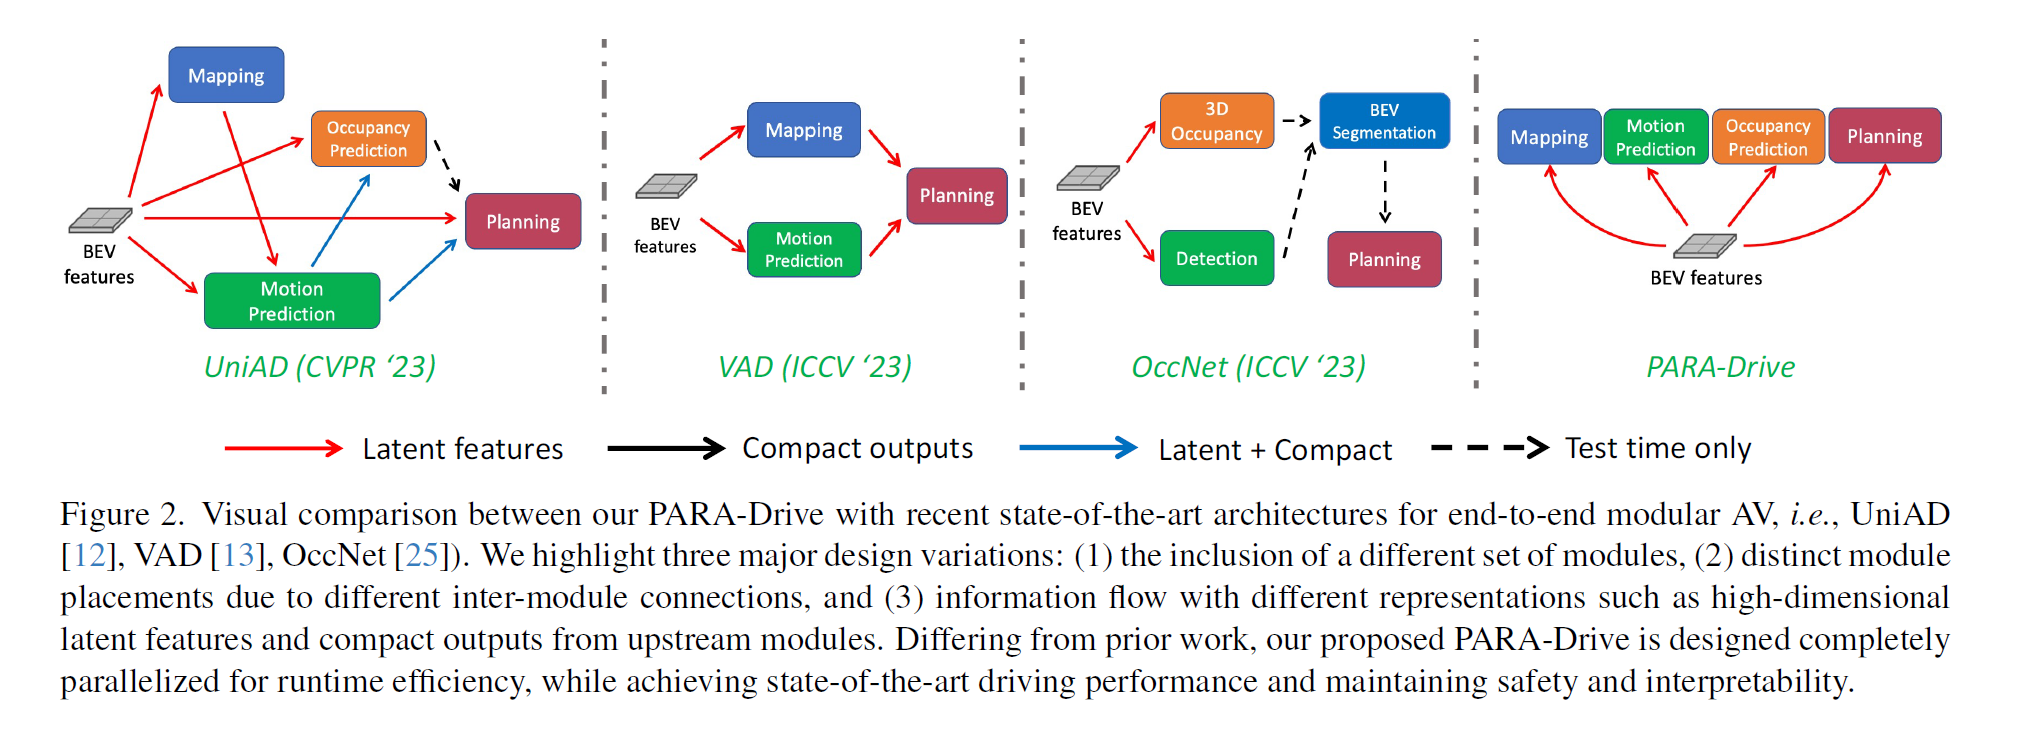 Mapping
Occupancy
Prediction
Planning
BEV
features
Motion
Prediction
UniAD (CVPR ‘23)
Mapping
BEV
features
Motion
Prediction
Planning
VAD (ICCV ‘23)
3D
Occupancy
BEV
Segmentation
BEV
features
Detection
Planning
OccNet (ICCV ‘23)
Mapping
Motion
Prediction
Occupancy
Prediction
Planning
BEV features
PARA-Drive
Latent features
Compact outputs
Latent + Compact
Test time only
Figure 2. Visual comparison between our PARA-Drive with recent state-of-the-art architectures for end-to-end modular AV, i.e., UniAD
[12], VAD [13], OccNet [25]). We highlight three major design variations: (1) the inclusion of a different set of modules, (2) distinct module
placements due to different inter-module connections, and (3) information flow with different representations such as high-dimensional
latent features and compact outputs from upstream modules. Differing from prior work, our proposed PARA-Drive is designed completely
parallelized for runtime efficiency, while achieving state-of-the-art driving performance and maintaining safety and interpretability.